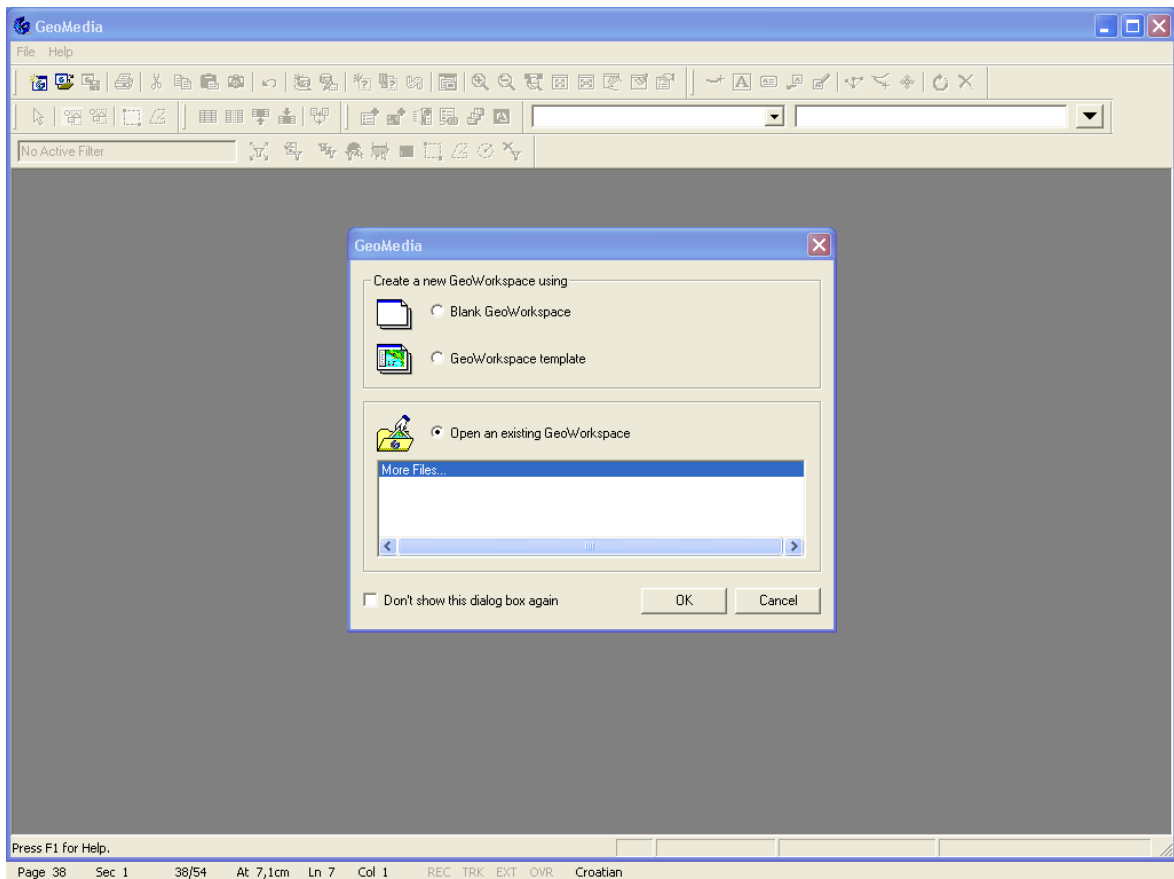 GeoMedia
File Help
No Active Filter
GeoMedia
Create a new GeoWorkspace using
Blank GeoWorkspace
GeoWorkspace template
Open an existing GeoWorkspace
More Files...
Don't show this dialog box again OK Cancel
Press F1 for Help.
Page 38 Sec 1 38/54 At 7,1cm Ln 7 Col 1 REC TRK EXT OVR Croatian